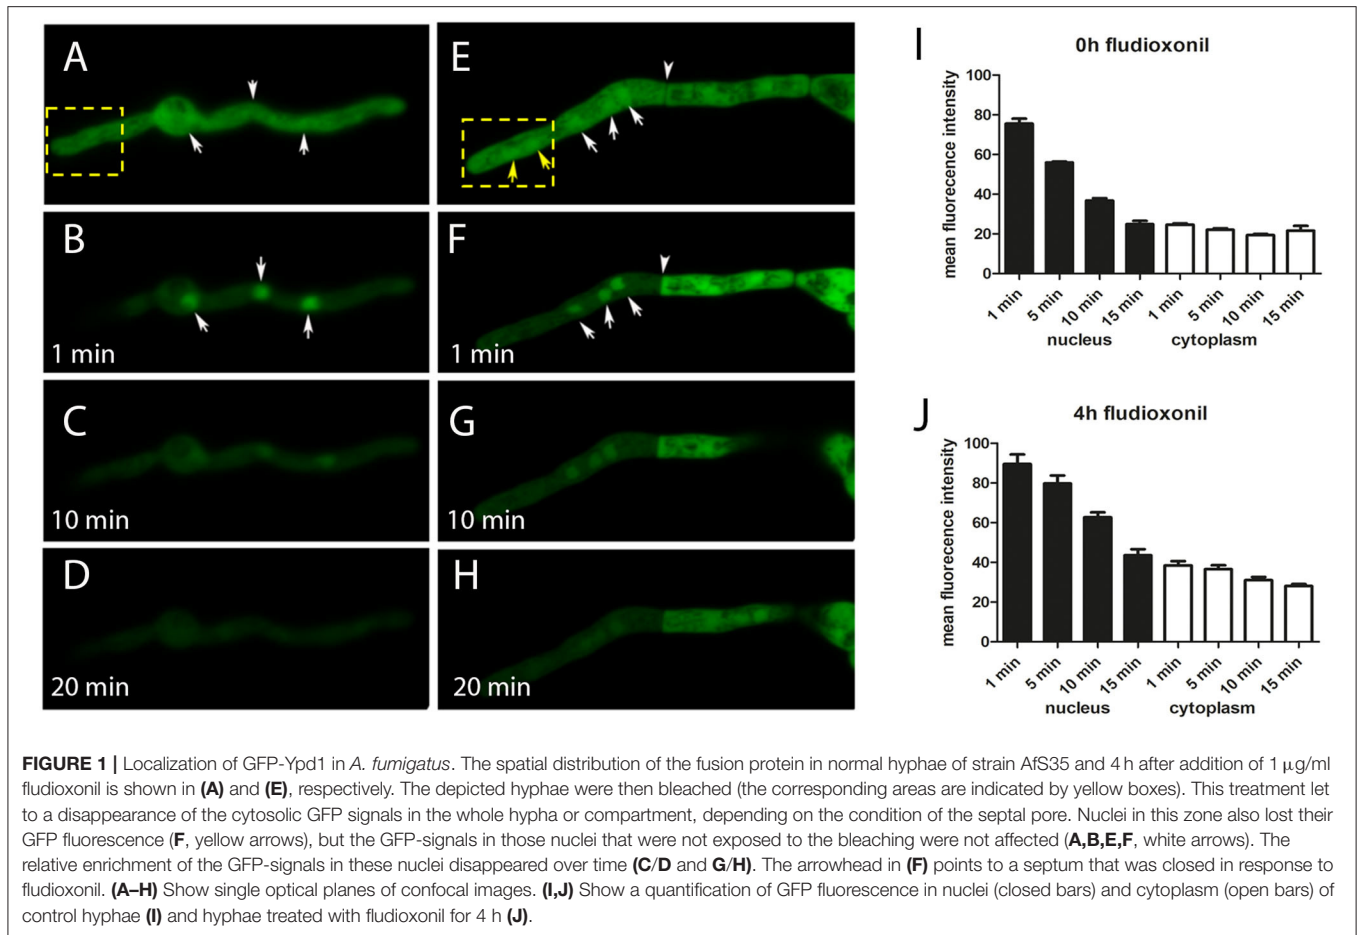 A
B
1 min
C
10 min
D
20 min
E
F
1 min
G
10 min
H
20 min
I
0h fludioxonil
mean fluorecence intensity
100
80
60
40
20
0
1 min
5 min
10 min
15 min
1 min
5 min
10 min
15 min
nucleus
cytoplasm
J
4h fludioxonil
mean fluorecence intensity
100
80
60
40
20
0
1 min
5 min
10 min
15 min
1 min
5 min
10 min
15 min
nucleus
cytoplasm
FIGURE 1 | Localization of GFP-Ypd1 in A. fumigatus. The spatial distribution of the fusion protein in normal hyphae of strain AfS35 and 4 h after addition of 1 μg/ml
fludioxonil is shown in (A) and (E), respectively. The depicted hyphae were then bleached (the corresponding areas are indicated by yellow boxes). This treatment let
to a disappearance of the cytosolic GFP signals in the whole hypha or compartment, depending on the condition of the septal pore. Nuclei in this zone also lost their
GFP fluorescence (F, yellow arrows), but the GFP-signals in those nuclei that were not exposed to the bleaching were not affected (A,B,E,F, white arrows). The
relative enrichment of the GFP-signals in these nuclei disappeared over time (C/D and G/H). The arrowhead in (F) points to a septum that was closed in response to
fludioxonil. (A–H) Show single optical planes of confocal images. (I,J) Show a quantification of GFP fluorescence in nuclei (closed bars) and cytoplasm (open bars) of
control hyphae (I) and hyphae treated with fludioxonil for 4 h (J).